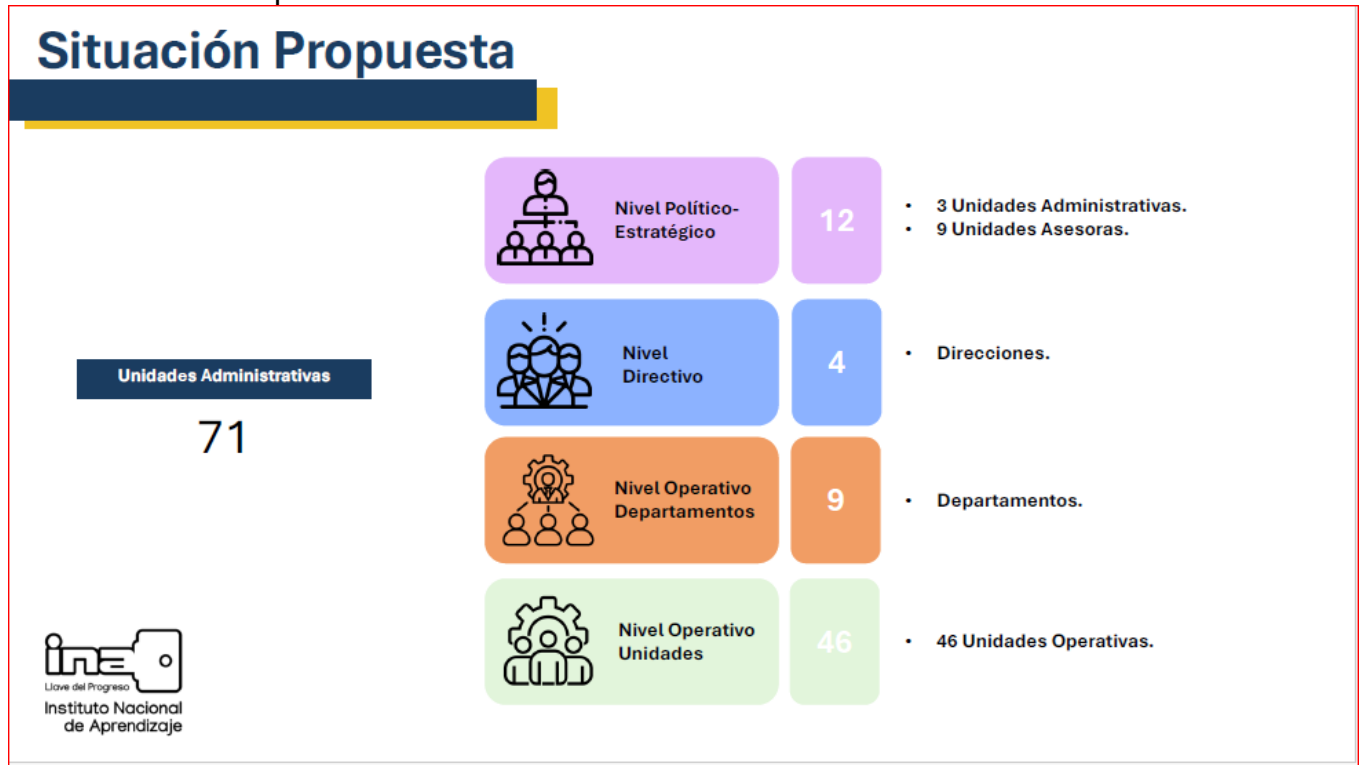 Situación Propuesta
Nivel Político-
Estratégico
12
• 3 Unidades Administrativas.
• 9 Unidades Asesoras.
Nivel
Directivo
4
• Direcciones.
Unidades Administrativas
71
Nivel Operativo
Departamentos
9
• Departamentos.
Nivel Operativo
Unidades
46
• 46 Unidades Operativas.
ina
Llave del Progreso
Instituto Nacional
de Aprendizaje